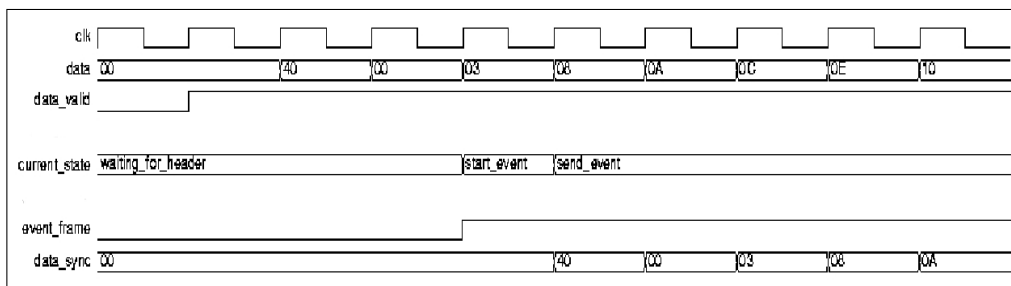 clk
data 00 40 00 03 08 0A 0C 0E 10
data_valid
current_state waiting_for_header start_event send_event
event_frame
data_sync 00 40 00 03 08 0A